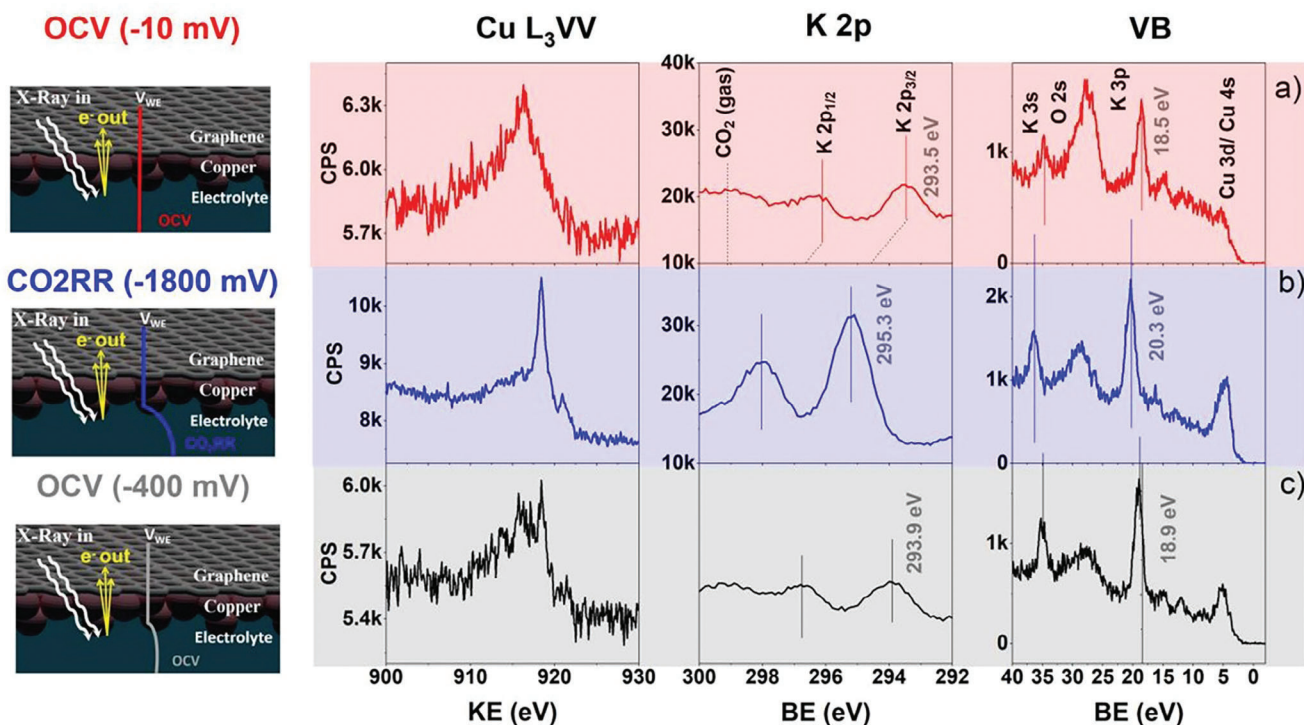 OCV (-10 mV)
Cu L₃VV
K 2p
VB
X-Ray in
V_WE
e⁻ out
Graphene
Copper
Electrolyte
OCV
CPS
6.3k
6.0k
5.7k
40k
30k
20k
10k
CO₂ (gas)
K 2p₁/₂
K 2p₃/₂
293.5 eV
1k
0
K 3s
O 2s
K 3p
18.5 eV
Cu 3d/ Cu 4s
a)
CO2RR (-1800 mV)
X-Ray in
V_WE
e⁻ out
Graphene
Copper
Electrolyte
CO₂RR
CPS
10k
9k
8k
30k
20k
10k
295.3 eV
2k
1k
0
20.3 eV
b)
OCV (-400 mV)
X-Ray in
V_WE
e⁻ out
Graphene
Copper
Electrolyte
OCV
CPS
6.0k
5.7k
5.4k
293.9 eV
1k
0
18.9 eV
c)
900 910 920 930
300 298 296 294 292
40 35 30 25 20 15 10 5 0
KE (eV)
BE (eV)
BE (eV)